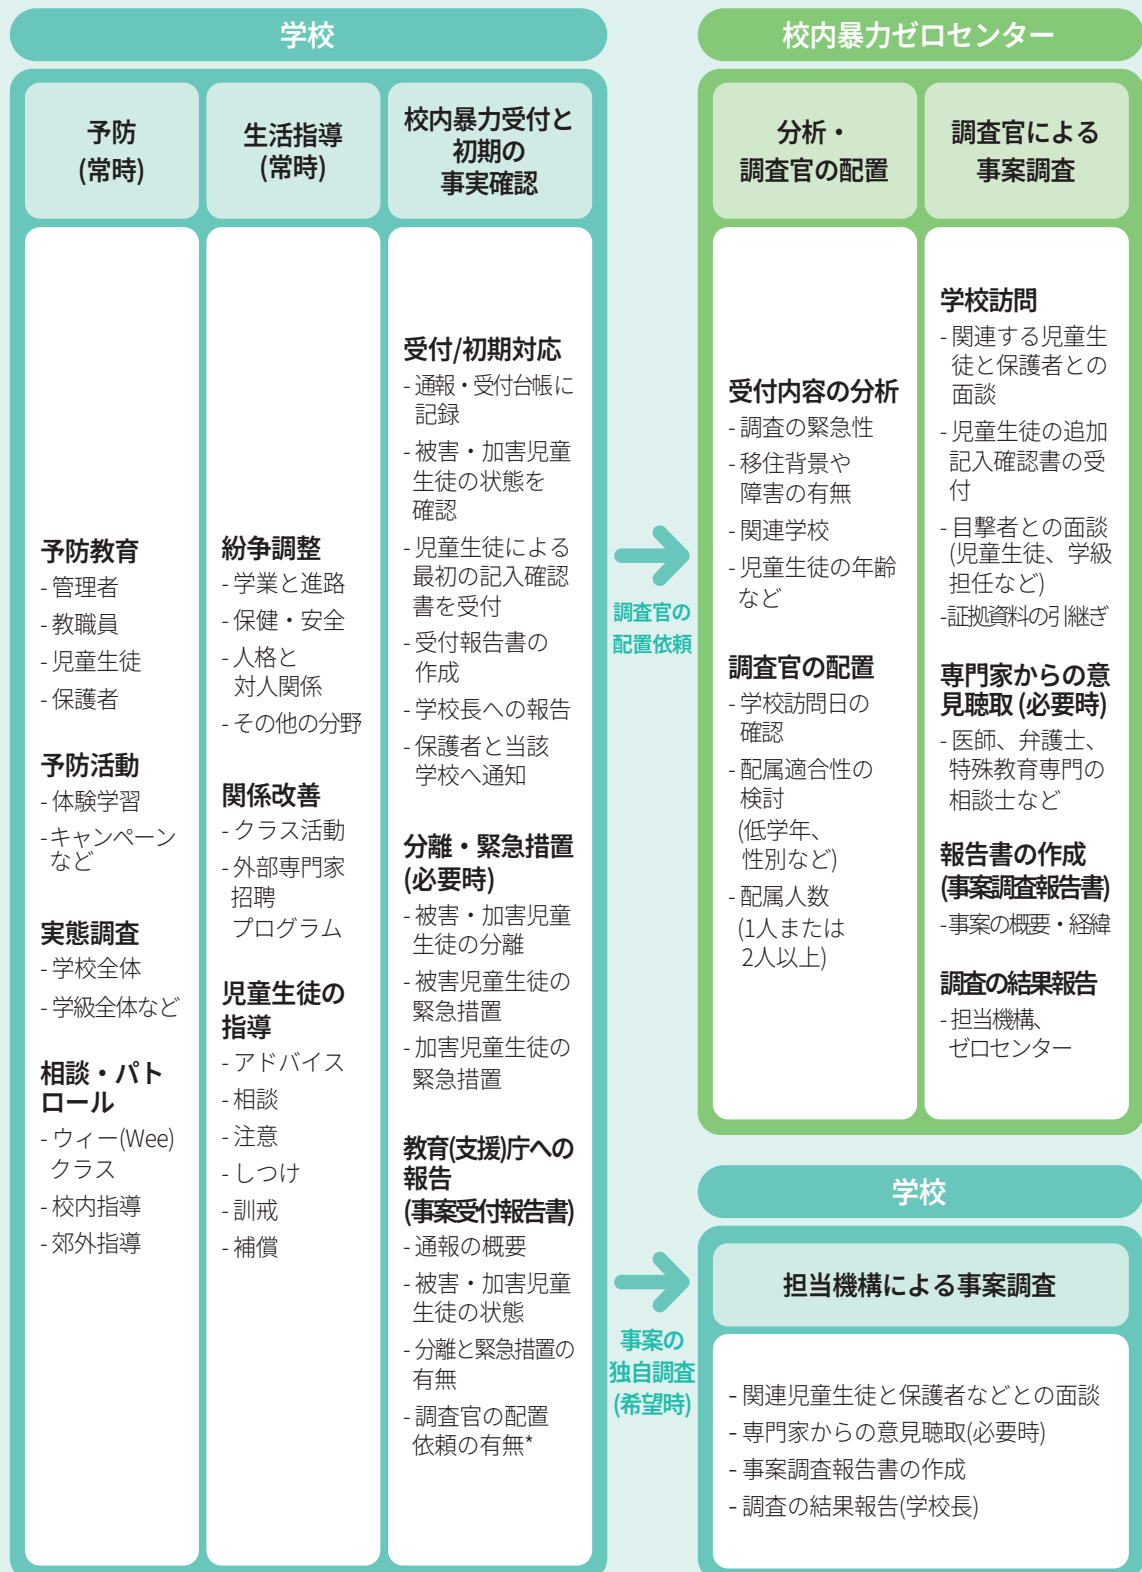 学校
予防
(常時)
生活指導
(常時)
校内暴力受付と
初期の
事実確認
予防教育
- 管理者
- 教職員
- 児童生徒
- 保護者
予防活動
- 体験学習
- キャンペーン
など
実態調査
- 学校全体
- 学級全体など
相談・パト
ロール
- ウィー(Wee)
クラス
- 校内指導
- 郊外指導
紛争調整
- 学業と進路
- 保健・安全
- 人格と
対人関係
- その他の分野
関係改善
- クラス活動
- 外部専門家
招聘
プログラム
児童生徒の
指導
- アドバイス
- 相談
- 注意
- しつけ
- 訓戒
- 補償
受付/初期対応
- 通報・受付台帳に
記録
- 被害・加害児童
生徒の状態を
確認
- 児童生徒による
最初の記入確認
書を受付
- 受付報告書の
作成
- 学校長への報告
- 保護者と当該
学校へ通知
分離・緊急措置
(必要時)
- 被害・加害児童
生徒の分離
- 被害児童生徒の
緊急措置
- 加害児童生徒の
緊急措置
教育(支援)庁への
報告
(事案受付報告書)
- 通報の概要
- 被害・加害児童
生徒の状態
- 分離と緊急措置の
有無
- 調査官の配置
依頼の有無*
調査官の
配置依頼
事案の
独自調査
(希望時)
校内暴力ゼロセンター
分析・
調査官の配置
調査官による
事案調査
受付内容の分析
- 調査の緊急性
- 移住背景や
障害の有無
- 関連学校
- 児童生徒の年齢
など
調査官の配置
- 学校訪問日の
確認
- 配属適合性の
検討
(低学年、
性別など)
- 配属人数
(1人または
2人以上)
学校訪問
- 関連する児童生
徒と保護者との
面談
- 児童生徒の追加
記入確認書の受
付
- 目撃者との面談
(児童生徒、学級
担任など)
-証拠資料の引継ぎ
専門家からの意
見聴取 (必要時)
- 医師、弁護士、
特殊教育専門の
相談士など
報告書の作成
(事案調査報告書)
- 事案の概要・経緯
調査の結果報告
- 担当機構、
ゼロセンター
学校
担当機構による事案調査
- 関連児童生徒と保護者などとの面談
- 専門家からの意見聴取(必要時)
- 事案調査報告書の作成
- 調査の結果報告(学校長)